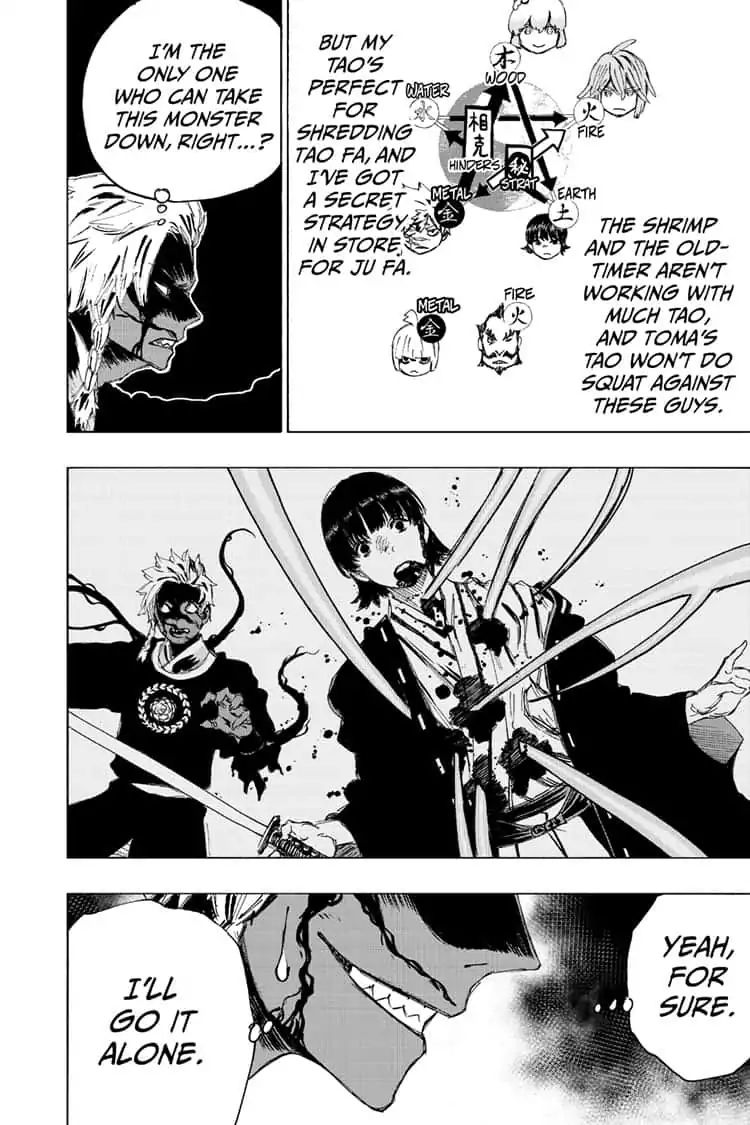 THE SHRIMP
AND THE OLD-
TIMER AREN'T
WORKING WITH
MUCH TAO,
AND TOMA'S
TAO WON'T DO
SQUAT AGAINST
THESE GUYS.
木
WOOD
WATER
水
火
FIRE
相克
HINDERS
秘
STRAT
METAL
金
EARTH
土
METAL
金
FIRE
火
BUT MY
TAO'S
PERFECT
FOR
SHREDDING
TAO FA, AND
I'VE GOT
A SECRET
STRATEGY
IN STORE
FOR JU FA.
I'M THE
ONLY ONE
WHO CAN TAKE
THIS MONSTER
DOWN, RIGHT...?
YEAH,
FOR
SURE.
I'LL
GO IT
ALONE.